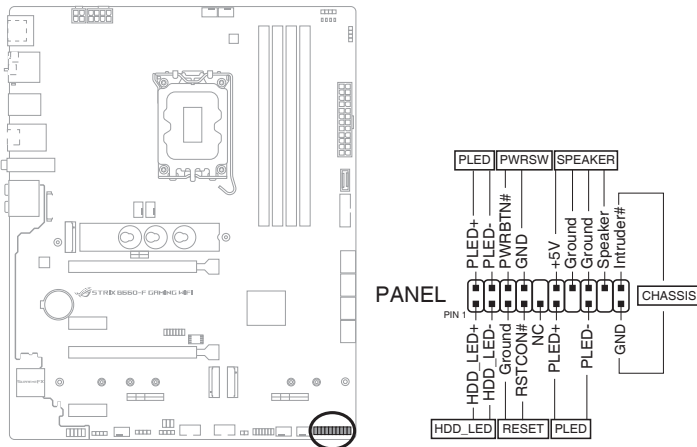 PLED PWRSW SPEAKER
PLED+
PLED-
PWRBTN#
GND
+5V
Ground
Ground
Speaker
Intruder#
PANEL
PIN 1
CHASSIS
HDD_LED+
HDD_LED-
Ground
RSTCON#
NC
PLED+
PLED-
GND
HDD_LED RESET PLED
STRIX B660-F GAMING WIFI